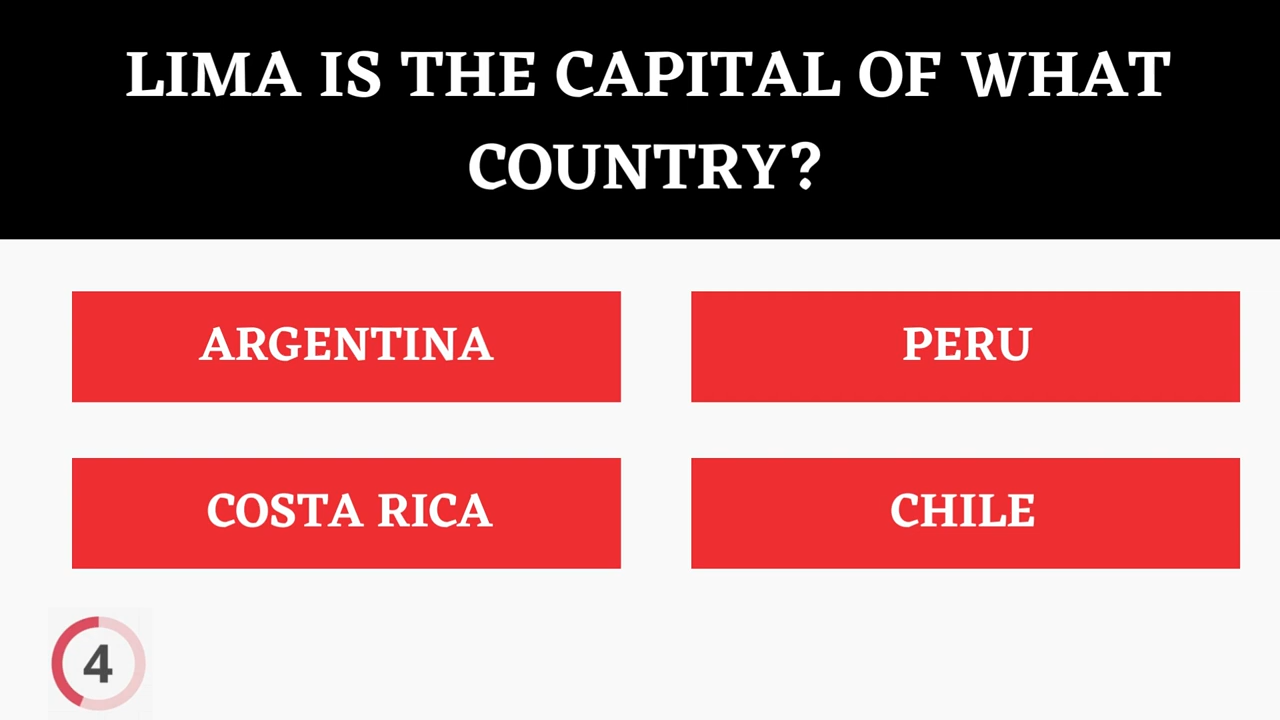 LIMA IS THE CAPITAL OF WHAT
COUNTRY?
ARGENTINA
PERU
COSTA RICA
CHILE
4